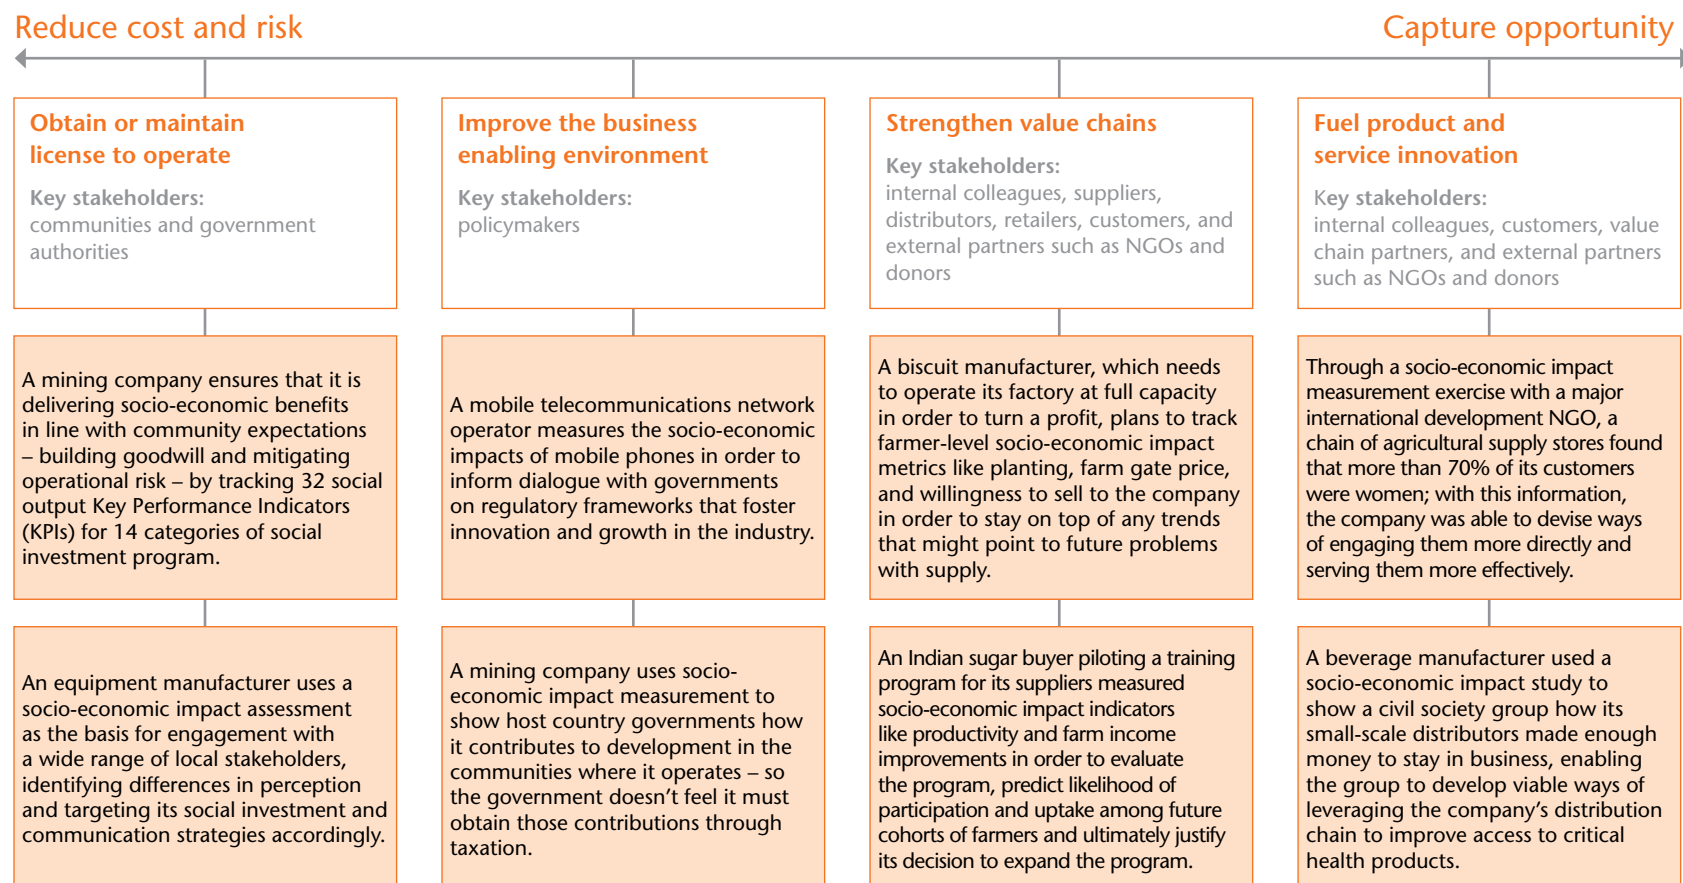 Reduce cost and risk
Capture opportunity
Obtain or maintain
license to operate
Key stakeholders:
communities and government
authorities
A mining company ensures that it is
delivering socio-economic benefits
in line with community expectations
– building goodwill and mitigating
operational risk – by tracking 32 social
output Key Performance Indicators
(KPIs) for 14 categories of social
investment program.
An equipment manufacturer uses a
socio-economic impact assessment
as the basis for engagement with
a wide range of local stakeholders,
identifying differences in perception
and targeting its social investment and
communication strategies accordingly.
Improve the business
enabling environment
Key stakeholders:
policymakers
A mobile telecommunications network
operator measures the socio-economic
impacts of mobile phones in order to
inform dialogue with governments
on regulatory frameworks that foster
innovation and growth in the industry.
A mining company uses socio-
economic impact measurement to
show host country governments how
it contributes to development in the
communities where it operates – so
the government doesn’t feel it must
obtain those contributions through
taxation.
Strengthen value chains
Key stakeholders:
internal colleagues, suppliers,
distributors, retailers, customers, and
external partners such as NGOs and
donors
A biscuit manufacturer, which needs
to operate its factory at full capacity
in order to turn a profit, plans to track
farmer-level socio-economic impact
metrics like planting, farm gate price,
and willingness to sell to the company
in order to stay on top of any trends
that might point to future problems
with supply.
An Indian sugar buyer piloting a training
program for its suppliers measured
socio-economic impact indicators
like productivity and farm income
improvements in order to evaluate
the program, predict likelihood of
participation and uptake among future
cohorts of farmers and ultimately justify
its decision to expand the program.
Fuel product and
service innovation
Key stakeholders:
internal colleagues, customers, value
chain partners, and external partners
such as NGOs and donors
Through a socio-economic impact
measurement exercise with a major
international development NGO, a
chain of agricultural supply stores found
that more than 70% of its customers
were women; with this information,
the company was able to devise ways
of engaging them more directly and
serving them more effectively.
A beverage manufacturer used a
socio-economic impact study to
show a civil society group how its
small-scale distributors made enough
money to stay in business, enabling
the group to develop viable ways of
leveraging the company’s distribution
chain to improve access to critical
health products.